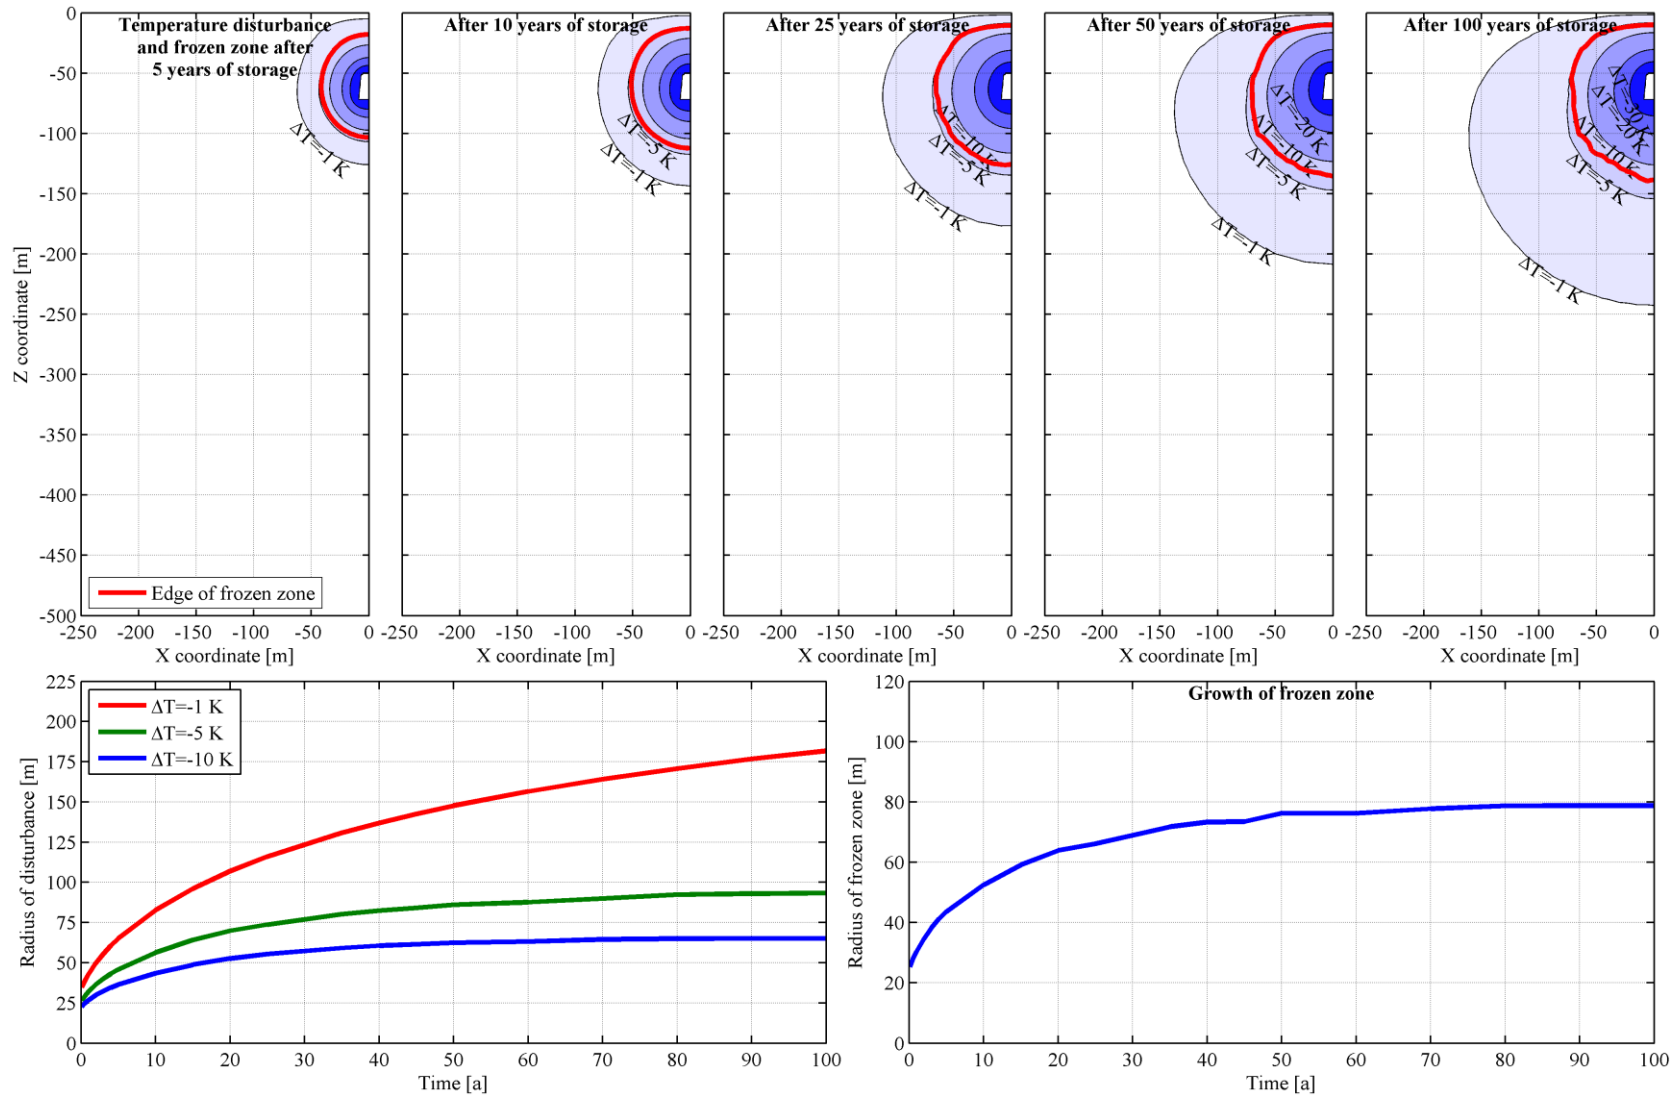 Temperature disturbance
and frozen zone after
5 years of storage
After 10 years of storage
After 25 years of storage
After 50 years of storage
After 100 years of storage
0
-50
-100
-150
-200
-250
-300
-350
-400
-450
-500
Z coordinate [m]
ΔT=-1 K
ΔT=-5 K
ΔT=-1 K
ΔT=-10 K
ΔT=-5 K
ΔT=-1 K
ΔT=-20 K
ΔT=-10 K
ΔT=-5 K
ΔT=-1 K
ΔT=-30 K
ΔT=-20 K
ΔT=-10 K
ΔT=-5 K
ΔT=-1 K
Edge of frozen zone
-250 -200 -150 -100 -50 0
-250 -200 -150 -100 -50 0
-250 -200 -150 -100 -50 0
-250 -200 -150 -100 -50 0
-250 -200 -150 -100 -50 0
X coordinate [m]
X coordinate [m]
X coordinate [m]
X coordinate [m]
X coordinate [m]
225
200
175
150
125
100
75
50
25
0
Radius of disturbance [m]
ΔT=-1 K
ΔT=-5 K
ΔT=-10 K
0 10 20 30 40 50 60 70 80 90 100
Time [a]
Growth of frozen zone
120
100
80
60
40
20
0
Radius of frozen zone [m]
0 10 20 30 40 50 60 70 80 90 100
Time [a]